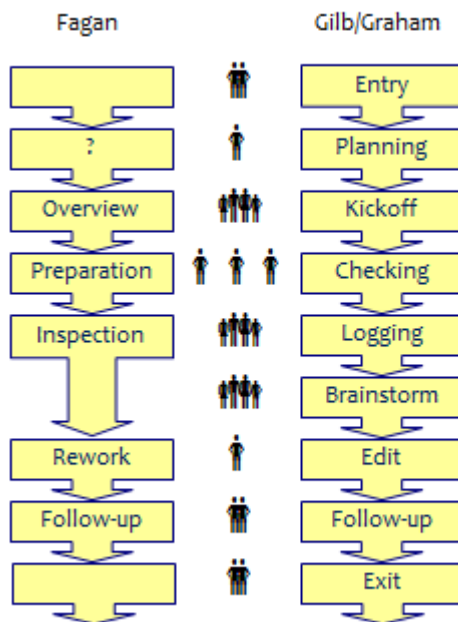 Fagan Gilb/Graham
Entry
? Planning
Overview Kickoff
Preparation Checking
Inspection Logging
Brainstorm
Rework Edit
Follow-up Follow-up
Exit